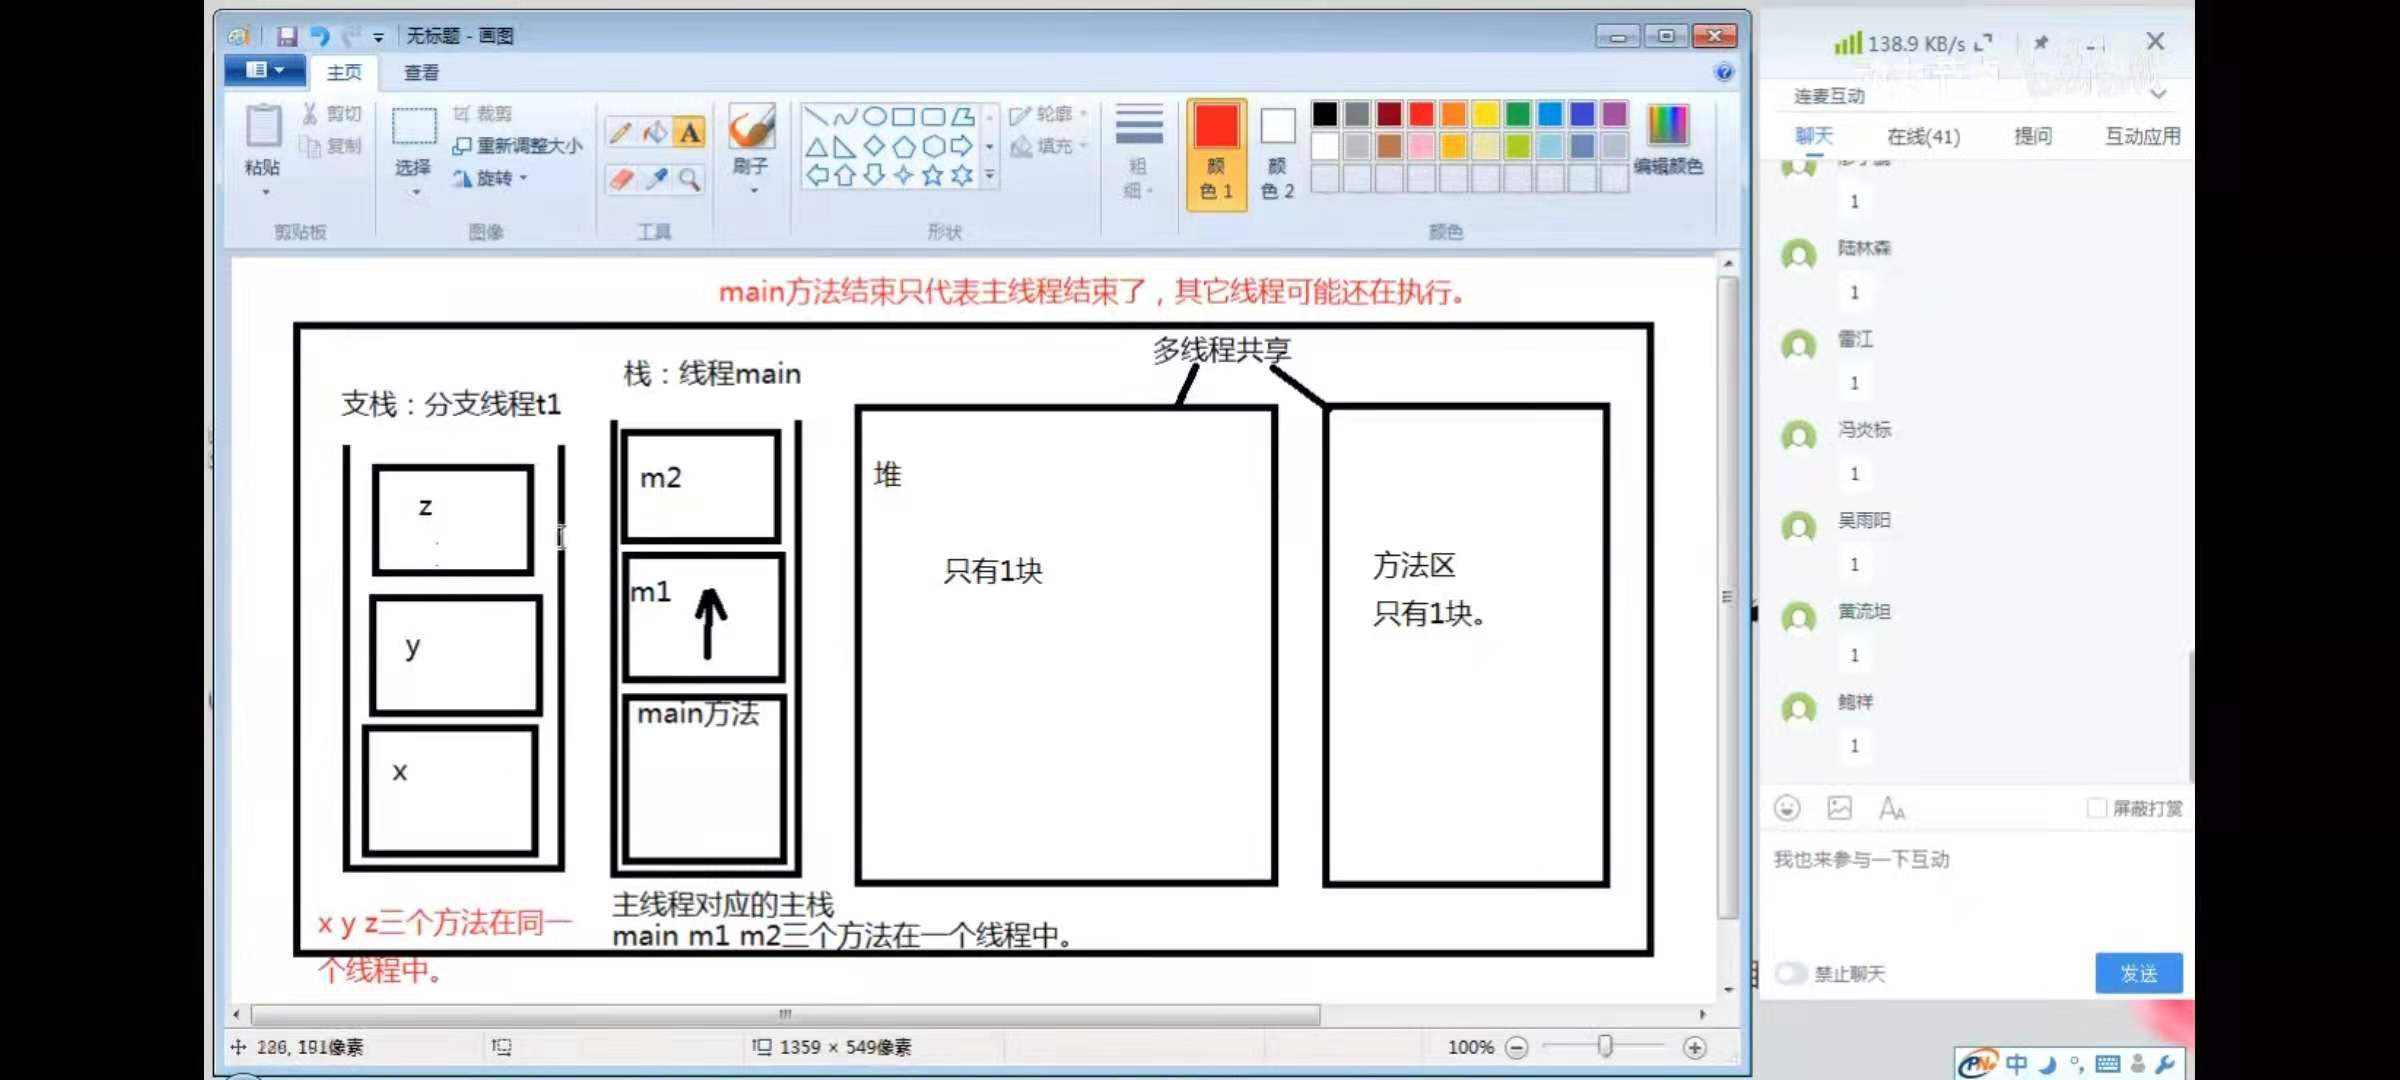 无标题 - 画图
主页
查看
粘贴
剪切
复制
剪贴板
选择
裁剪
重新调整大小
旋转
图像
A
工具
刷子
轮廓
填充
形状
粗
细
颜
色 1
颜
色 2
编辑颜色
颜色
main方法结束只代表主线程结束了，其它线程可能还在执行。
多线程共享
支栈：分支线程t1
栈：线程main
z
y
x
m2
m1
main方法
堆
只有1块
方法区
只有1块。
x y z三个方法在同一
个线程中。
主线程对应的主栈
main m1 m2三个方法在一个线程中。
1359 × 549像素
100%
138.9 KB/s
连麦互动
聊天
在线(41)
提问
互动应用
1
陆林森
1
雷江
1
冯炎标
1
吴雨阳
1
黄流坦
1
鲍祥
1
屏蔽打赏
我也来参与一下互动
禁止聊天
发送
中